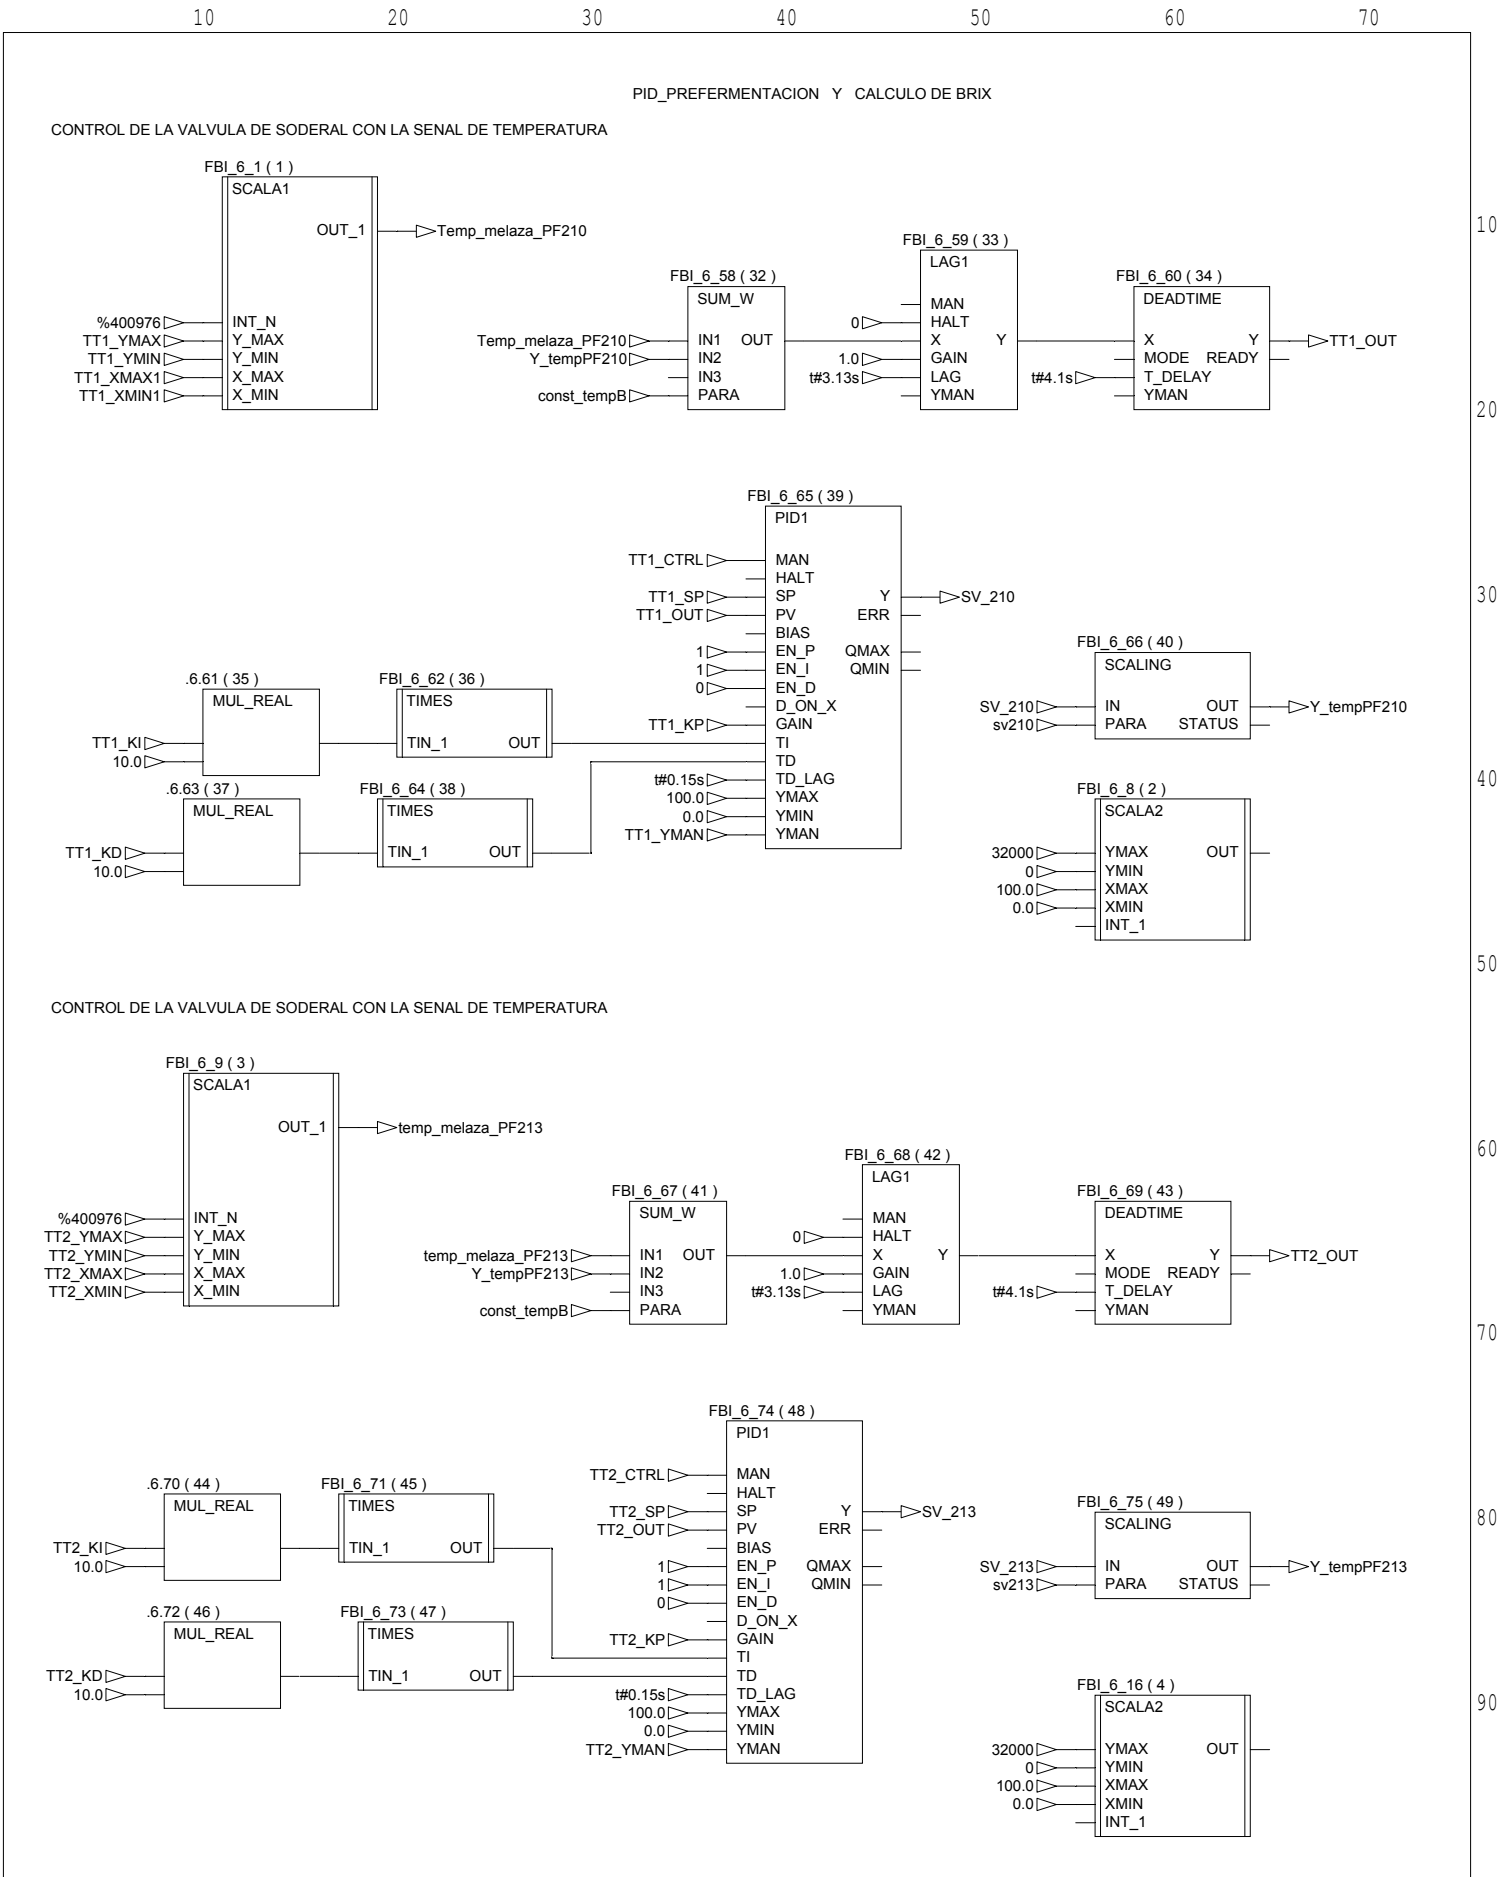 10 20 30 40 50 60 70
PID_PREFERMENTACION Y CALCULO DE BRIX
CONTROL DE LA VALVULA DE SODERAL CON LA SENAL DE TEMPERATURA
FBI_6_1 ( 1 )
SCALA1
OUT_1 Temp_melaza_PF210
%400976 INT_N
TT1_YMAX Y_MAX
TT1_YMIN Y_MIN
TT1_XMAX1 X_MAX
TT1_XMIN1 X_MIN
10
FBI_6_58 ( 32 )
SUM_W
Temp_melaza_PF210 IN1 OUT
Y_tempPF210 IN2
IN3
const_tempB PARA
FBI_6_59 ( 33 )
LAG1
MAN
0 HALT
X Y
1.0 GAIN
t#3.13s LAG
YMAN
FBI_6_60 ( 34 )
DEADTIME
X Y TT1_OUT
MODE READY
t#4.1s T_DELAY
YMAN
20
FBI_6_65 ( 39 )
PID1
TT1_CTRL MAN
HALT
TT1_SP SP Y SV_210
TT1_OUT PV ERR
BIAS
1 EN_P QMAX
1 EN_I QMIN
0 EN_D
D_ON_X
TT1_KP GAIN
TI
TD
t#0.15s TD_LAG
100.0 YMAX
0.0 YMIN
TT1_YMAN YMAN
30
.6.61 ( 35 )
MUL_REAL
TT1_KI
10.0
FBI_6_62 ( 36 )
TIMES
TIN_1 OUT
.6.63 ( 37 )
MUL_REAL
TT1_KD
10.0
FBI_6_64 ( 38 )
TIMES
TIN_1 OUT
FBI_6_66 ( 40 )
SCALING
SV_210 IN OUT Y_tempPF210
sv210 PARA STATUS
40
FBI_6_8 ( 2 )
SCALA2
32000 YMAX OUT
0 YMIN
100.0 XMAX
0.0 XMIN
INT_1
50
CONTROL DE LA VALVULA DE SODERAL CON LA SENAL DE TEMPERATURA
FBI_6_9 ( 3 )
SCALA1
OUT_1 temp_melaza_PF213
%400976 INT_N
TT2_YMAX Y_MAX
TT2_YMIN Y_MIN
TT2_XMAX X_MAX
TT2_XMIN X_MIN
60
FBI_6_67 ( 41 )
SUM_W
temp_melaza_PF213 IN1 OUT
Y_tempPF213 IN2
IN3
const_tempB PARA
FBI_6_68 ( 42 )
LAG1
MAN
0 HALT
X Y
1.0 GAIN
t#3.13s LAG
YMAN
FBI_6_69 ( 43 )
DEADTIME
X Y TT2_OUT
MODE READY
t#4.1s T_DELAY
YMAN
70
FBI_6_74 ( 48 )
PID1
TT2_CTRL MAN
HALT
TT2_SP SP Y SV_213
TT2_OUT PV ERR
BIAS
1 EN_P QMAX
1 EN_I QMIN
0 EN_D
D_ON_X
TT2_KP GAIN
TI
TD
t#0.15s TD_LAG
100.0 YMAX
0.0 YMIN
TT2_YMAN YMAN
.6.70 ( 44 )
MUL_REAL
TT2_KI
10.0
FBI_6_71 ( 45 )
TIMES
TIN_1 OUT
.6.72 ( 46 )
MUL_REAL
TT2_KD
10.0
FBI_6_73 ( 47 )
TIMES
TIN_1 OUT
FBI_6_75 ( 49 )
SCALING
SV_213 IN OUT Y_tempPF213
sv213 PARA STATUS
80
FBI_6_16 ( 4 )
SCALA2
32000 YMAX OUT
0 YMIN
100.0 XMAX
0.0 XMIN
INT_1
90